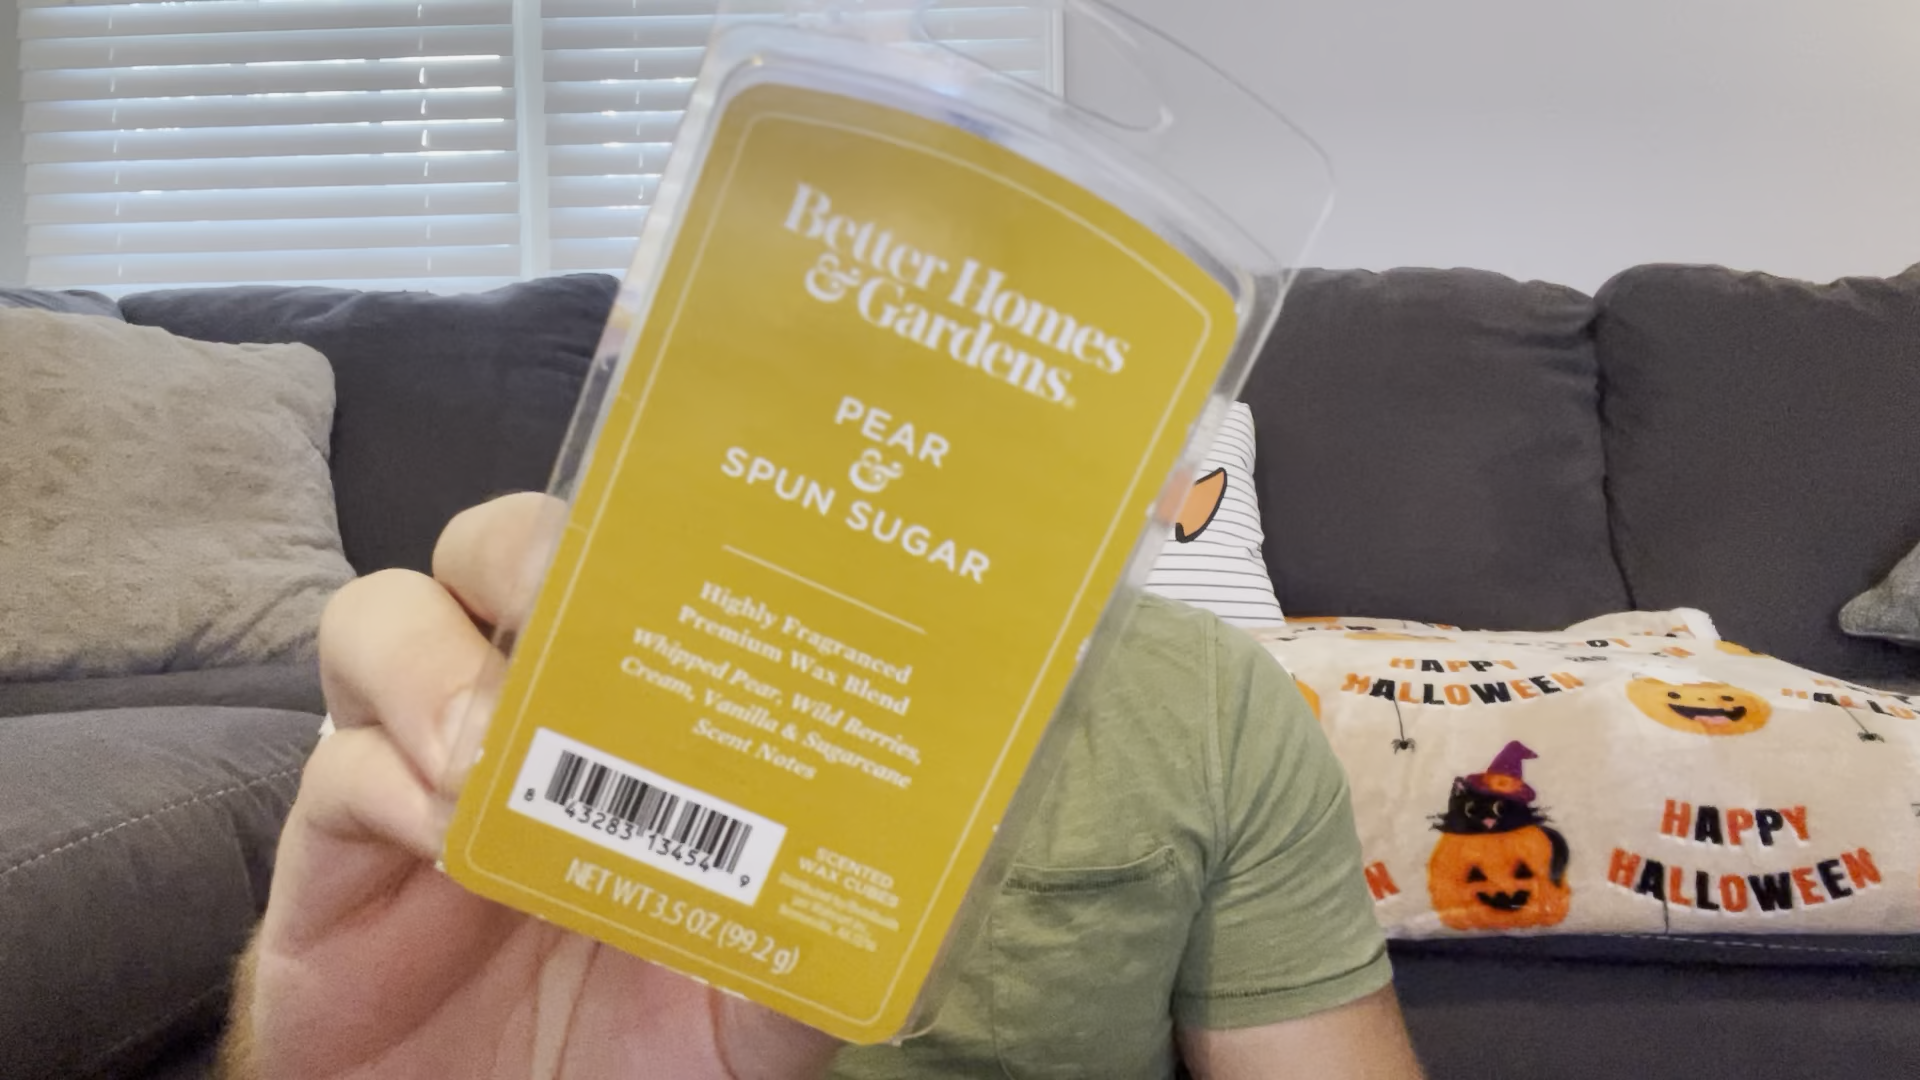 Better Homes
& Gardens.
PEAR
&
SPUN SUGAR
Highly Fragranced
Premium Wax Blend
Whipped Pear, Wild Berries,
Cream, Vanilla & Sugarcane
Scent Notes
8 43283 13454 9
SCENTED
WAX CUBES
NET WT 3.5 OZ (99.2 g)
HAPPY
HALLOWEEN
HAPPY
HALLOWEEN